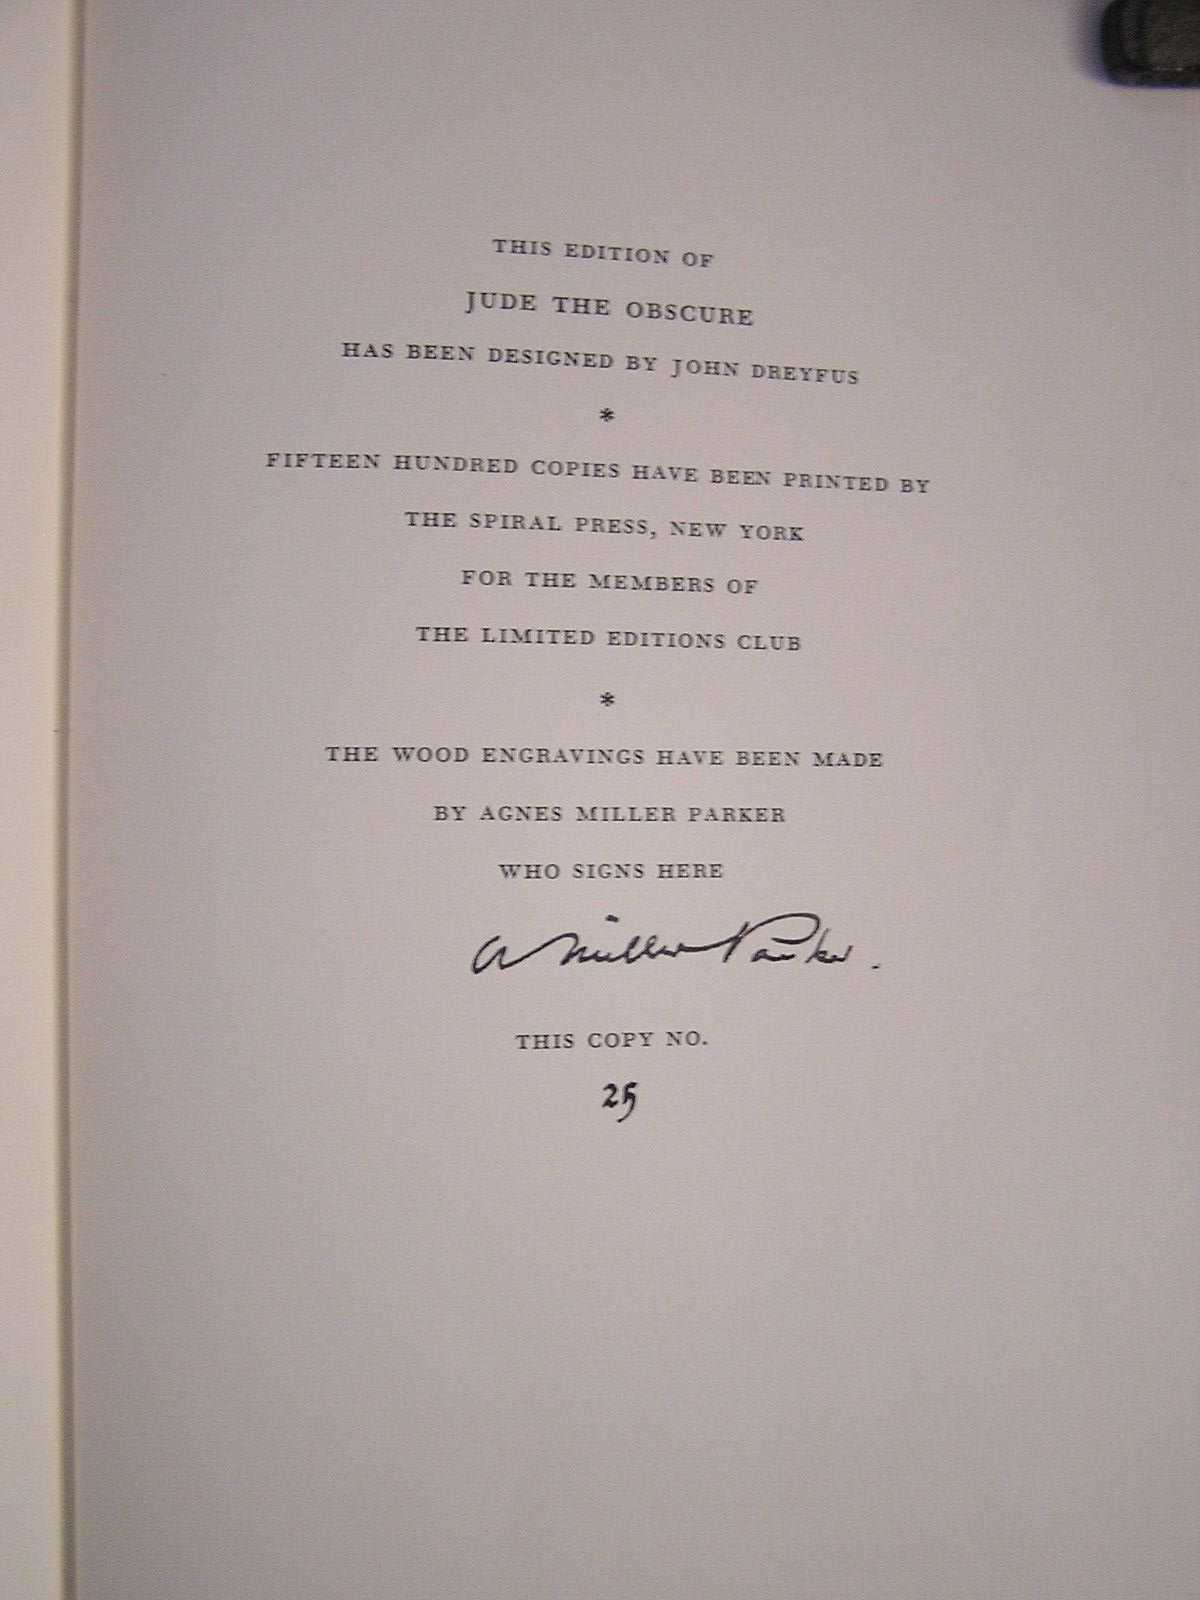 THIS EDITION OF
JUDE THE OBSCURE
HAS BEEN DESIGNED BY JOHN DREYFUS
*
FIFTEEN HUNDRED COPIES HAVE BEEN PRINTED BY
THE SPIRAL PRESS, NEW YORK
FOR THE MEMBERS OF
THE LIMITED EDITIONS CLUB
*
THE WOOD ENGRAVINGS HAVE BEEN MADE
BY AGNES MILLER PARKER
WHO SIGNS HERE
A Miller Parker.
THIS COPY NO.
25